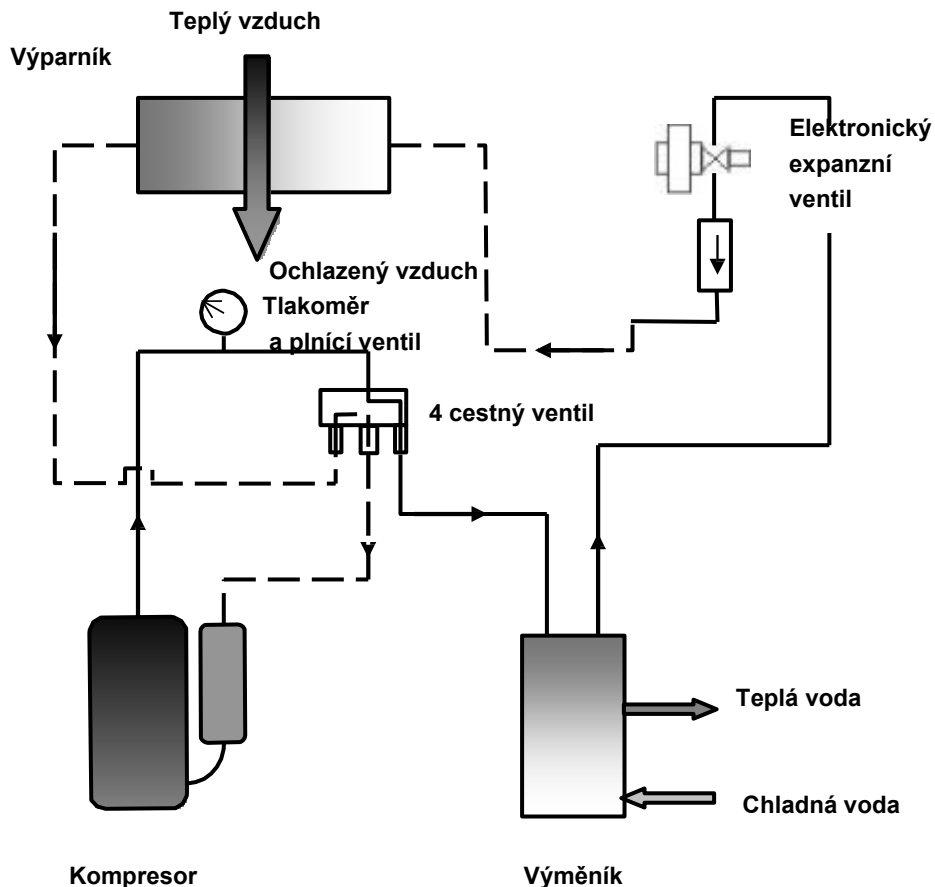 Teplý vzduch
Výparník
Elektronický
expanzní
ventil
Ochlazený vzduch
Tlakoměr
a plnící ventil
4 cestný ventil
Teplá voda
Chladná voda
Kompresor
Výměník